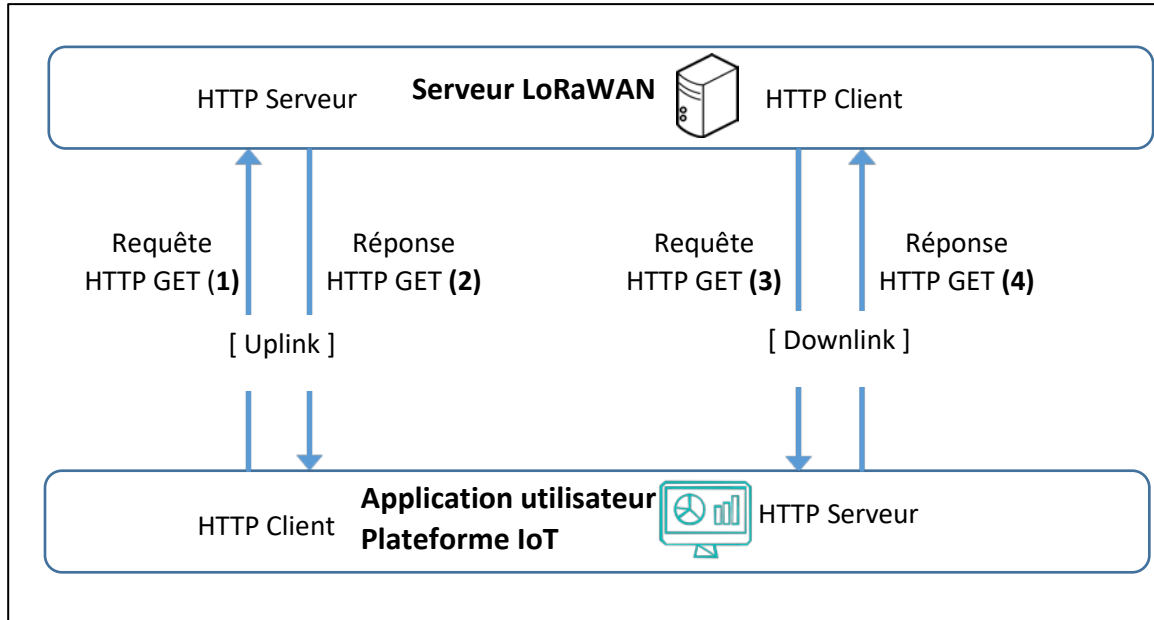 HTTP Serveur
Serveur LoRaWAN
HTTP Client
Requête
HTTP GET (1)
Réponse
HTTP GET (2)
[ Uplink ]
Requête
HTTP GET (3)
Réponse
HTTP GET (4)
[ Downlink ]
HTTP Client
Application utilisateur
Plateforme IoT
HTTP Serveur